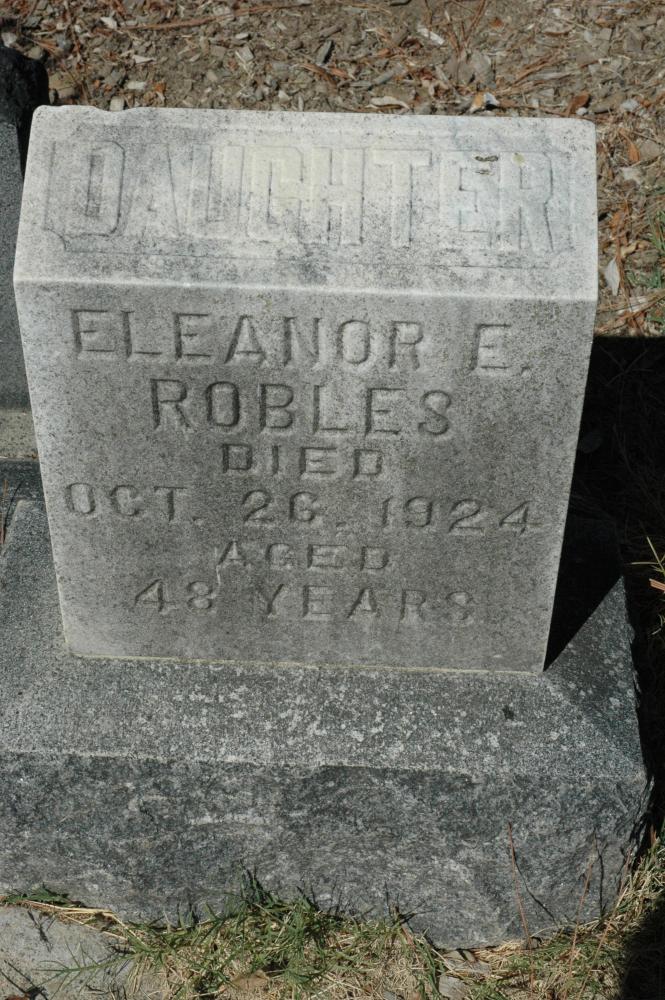 DAUGHTER
ELEANOR E.
ROBLES
DIED
OCT. 26, 1924
AGED
48 YEARS